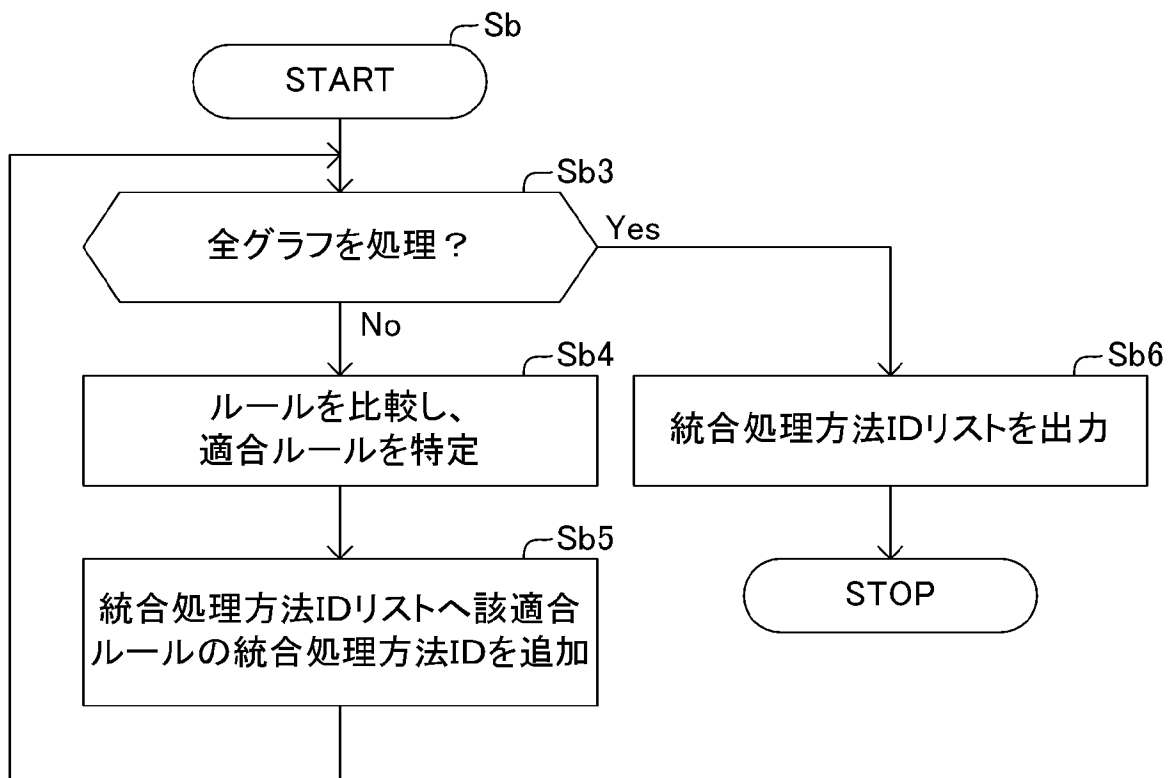 Sb
START
Sb3
全グラフを処理？
Yes
No
Sb4
ルールを比較し、
適合ルールを特定
Sb6
統合処理方法IDリストを出力
Sb5
統合処理方法IDリストへ該適合
ルールの統合処理方法IDを追加
STOP